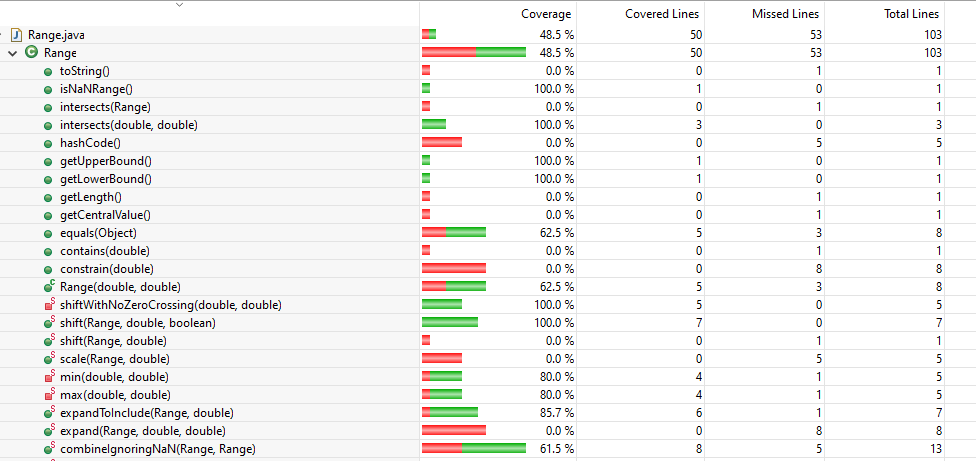 Coverage Covered Lines Missed Lines Total Lines
Range.java 48.5 % 50 53 103
Range 48.5 % 50 53 103
toString() 0.0 % 0 1 1
isNaNRange() 100.0 % 1 0 1
intersects(Range) 0.0 % 0 1 1
intersects(double, double) 100.0 % 3 0 3
hashCode() 0.0 % 0 5 5
getUpperBound() 100.0 % 1 0 1
getLowerBound() 100.0 % 1 0 1
getLength() 0.0 % 0 1 1
getCentralValue() 0.0 % 0 1 1
equals(Object) 62.5 % 5 3 8
contains(double) 0.0 % 0 1 1
constrain(double) 0.0 % 0 8 8
Range(double, double) 62.5 % 5 3 8
shiftWithNoZeroCrossing(double, double) 100.0 % 5 0 5
shift(Range, double, boolean) 100.0 % 7 0 7
shift(Range, double) 0.0 % 0 1 1
scale(Range, double) 0.0 % 0 5 5
min(double, double) 80.0 % 4 1 5
max(double, double) 80.0 % 4 1 5
expandToInclude(Range, double) 85.7 % 6 1 7
expand(Range, double, double) 0.0 % 0 8 8
combineIgnoringNaN(Range, Range) 61.5 % 8 5 13